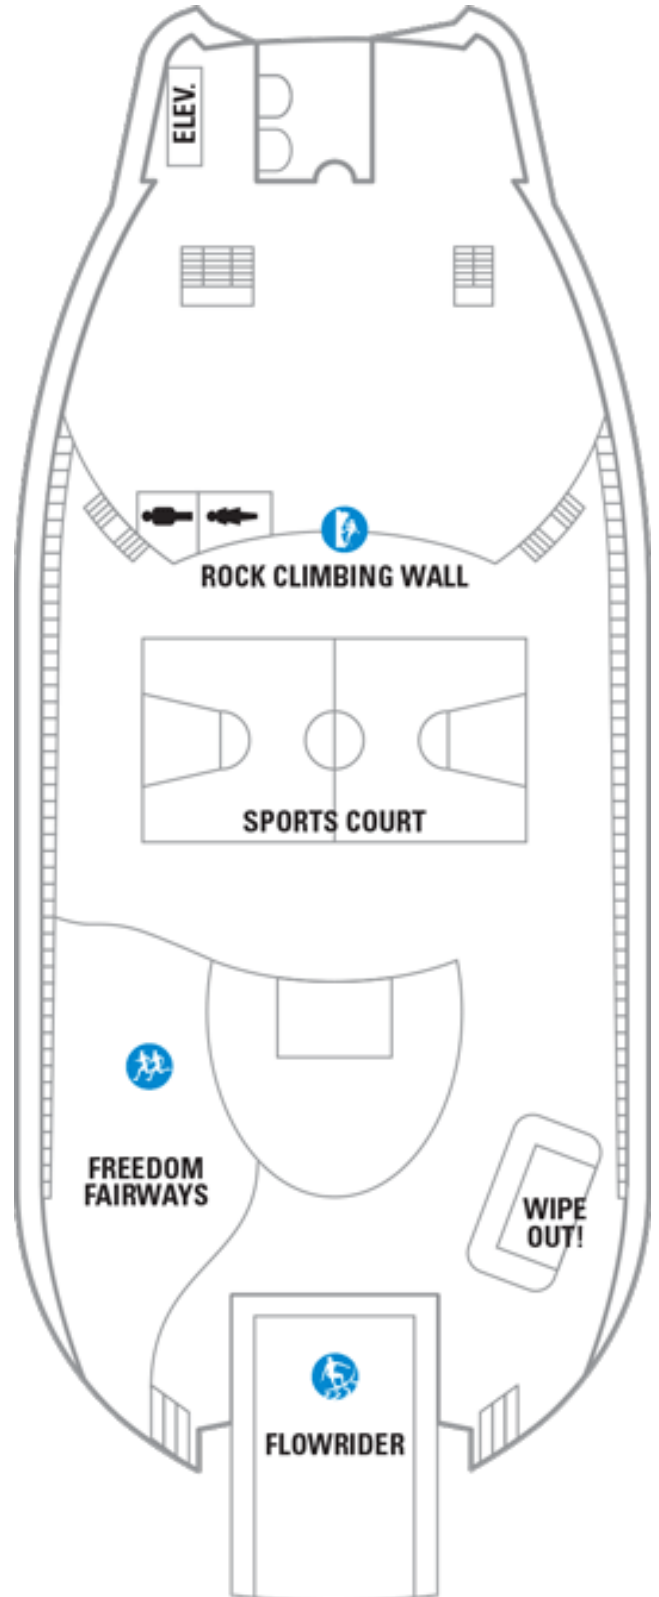 ELEV.
ROCK CLIMBING WALL
SPORTS COURT
FREEDOM
FAIRWAYS
WIPE
OUT!
FLOWRIDER